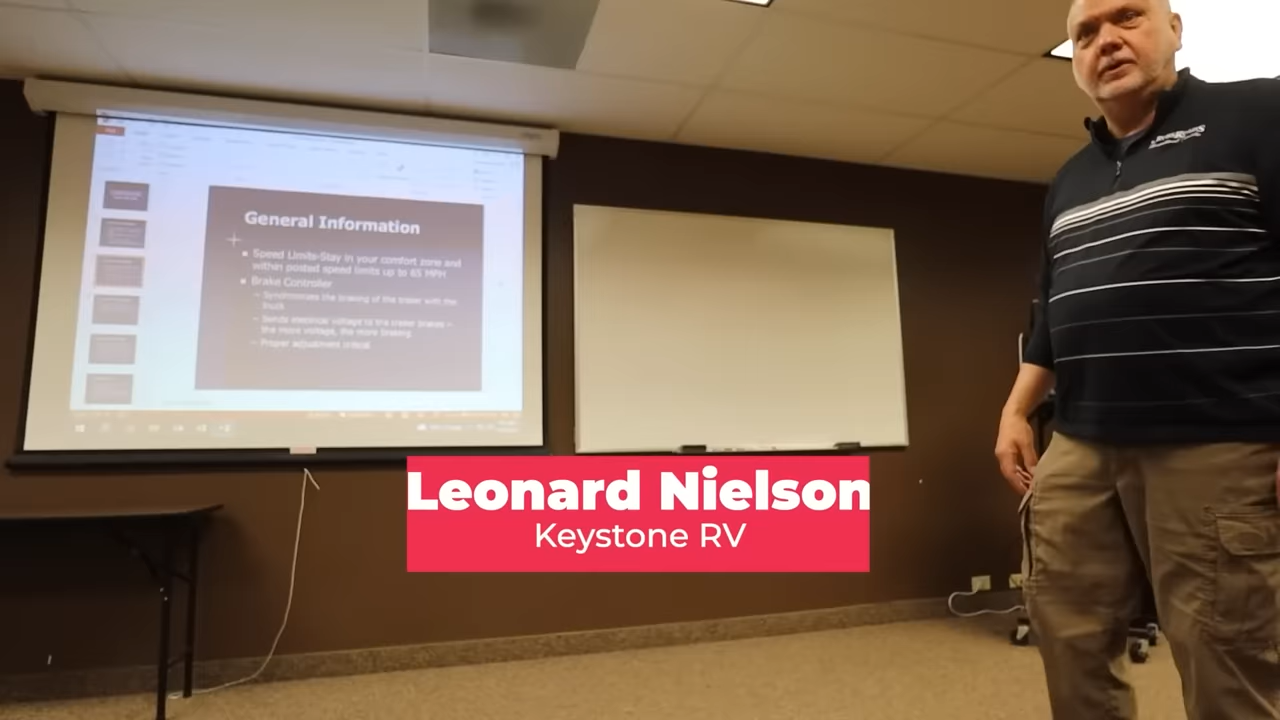 General Information
Speed Limits-Stay in your comfort zone and
within posted speed limits up to 65 MPH
Brake Controller
– Synchronizes the braking of the trailer with the
truck
– Sends electrical voltage to the trailer brakes –
the more voltage, the more braking
– Proper adjustment critical
Leonard Nielson
Keystone RV